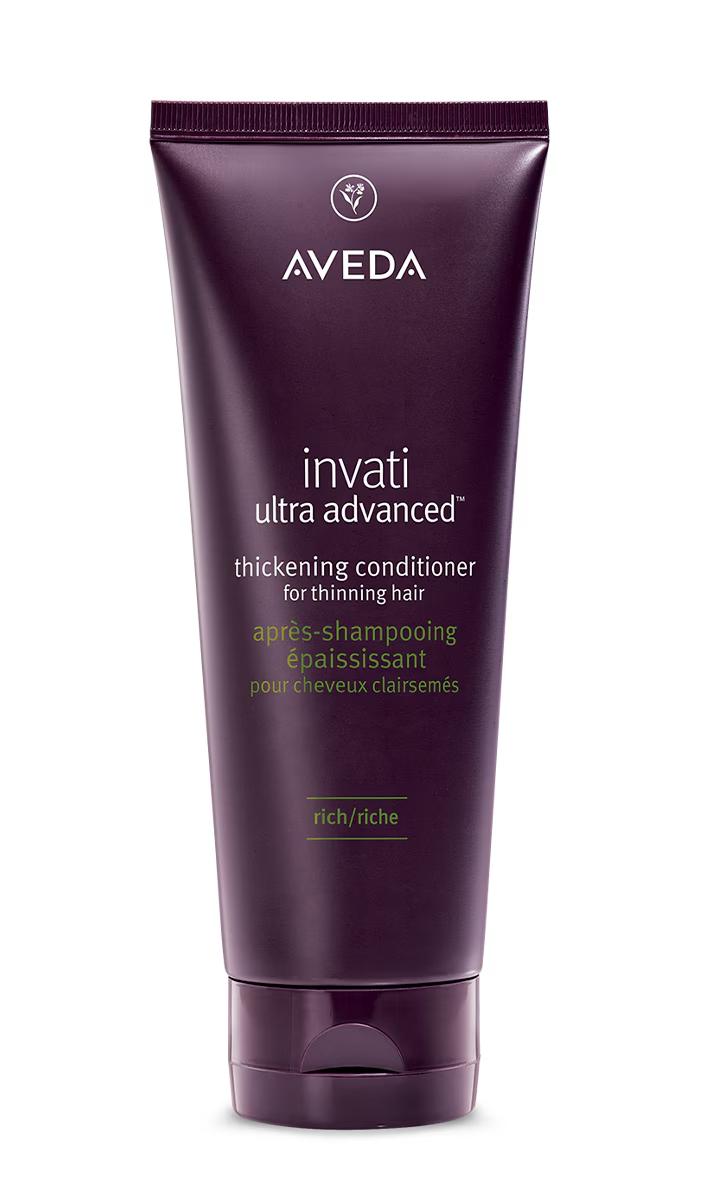 AVEDA
invati
ultra advanced™
thickening conditioner
for thinning hair
après-shampooing
épaississant
pour cheveux clairsemés
rich/riche